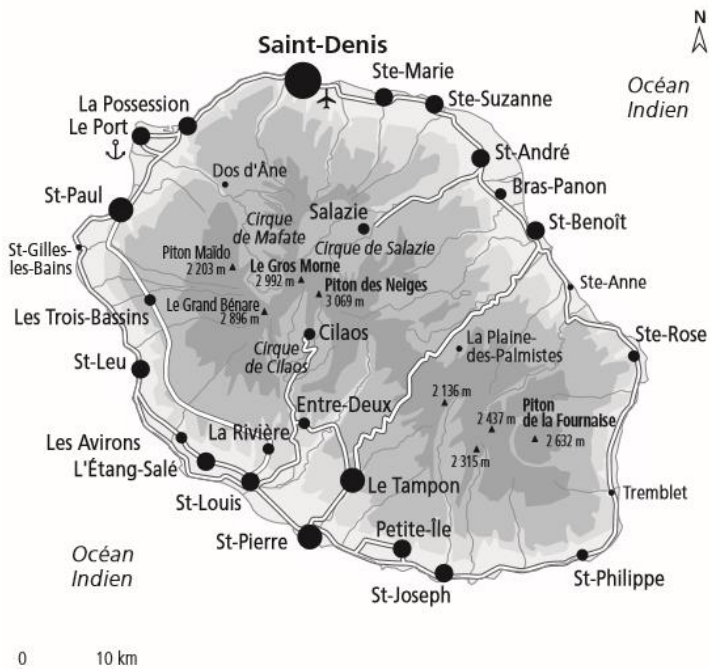 N
Saint-Denis
Ste-Marie
Océan
Indien
Ste-Suzanne
La Possession
Le Port
St-André
Dos d'Âne
Bras-Panon
St-Paul
Salazie
Cirque
de Mafate
St-Benoît
Cirque de Salazie
St-Gilles-
les-Bains
Piton Maïdo
2 203 m
Le Gros Morne
2 992 m
Piton des Neiges
3 069 m
Ste-Anne
Les Trois-Bassins
Le Grand Bénare
2 896 m
Cilaos
Ste-Rose
La Plaine-
des-Palmistes
Cirque
de Cilaos
St-Leu
2 136 m
Entre-Deux
Piton
de la Fournaise
2 437 m
2 632 m
Les Avirons
La Rivière
2 315 m
L'Étang-Salé
Le Tampon
Tremblet
St-Louis
St-Pierre
Petite-Île
Océan
Indien
St-Philippe
St-Joseph
0 10 km